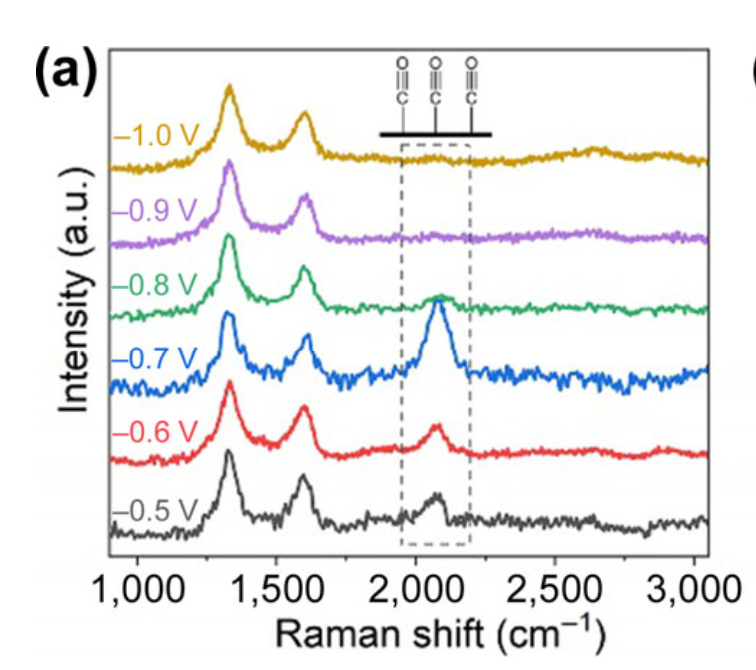 (a)
O O O
C C C
–1.0 V
–0.9 V
–0.8 V
–0.7 V
–0.6 V
–0.5 V
Intensity (a.u.)
1,000 1,500 2,000 2,500 3,000
Raman shift (cm⁻¹)